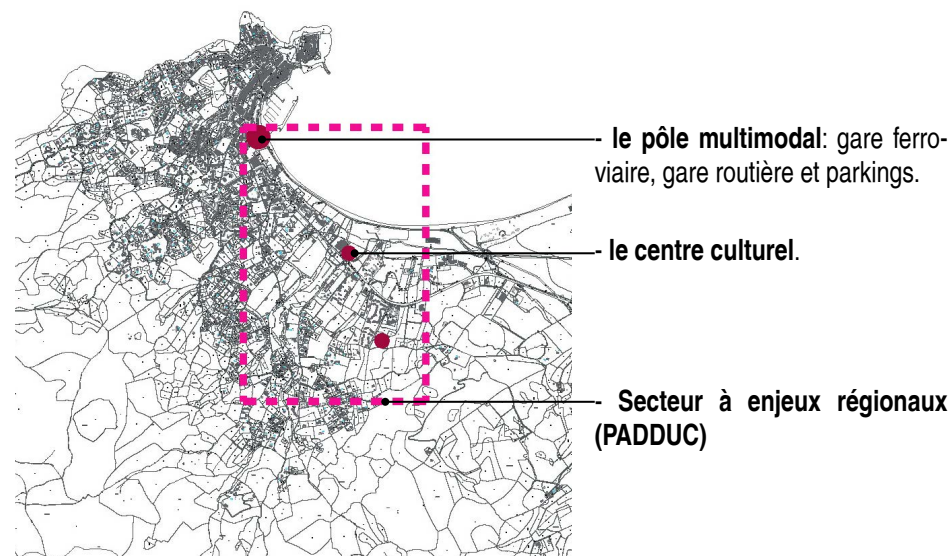 - le pôle multimodal: gare ferro-
viaire, gare routière et parkings.
- le centre culturel.
- Secteur à enjeux régionaux
(PADDUC)